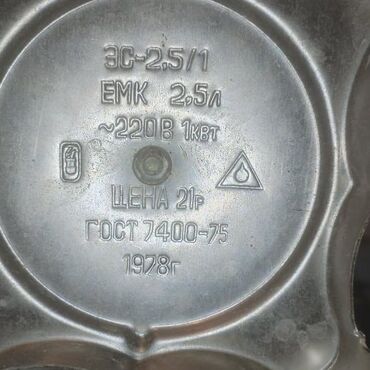 ЭС-2,5/1
ЕМК 2,5л
~220В 1квт
ЦЕНА 21р
ГОСТ 7400-75
1978г